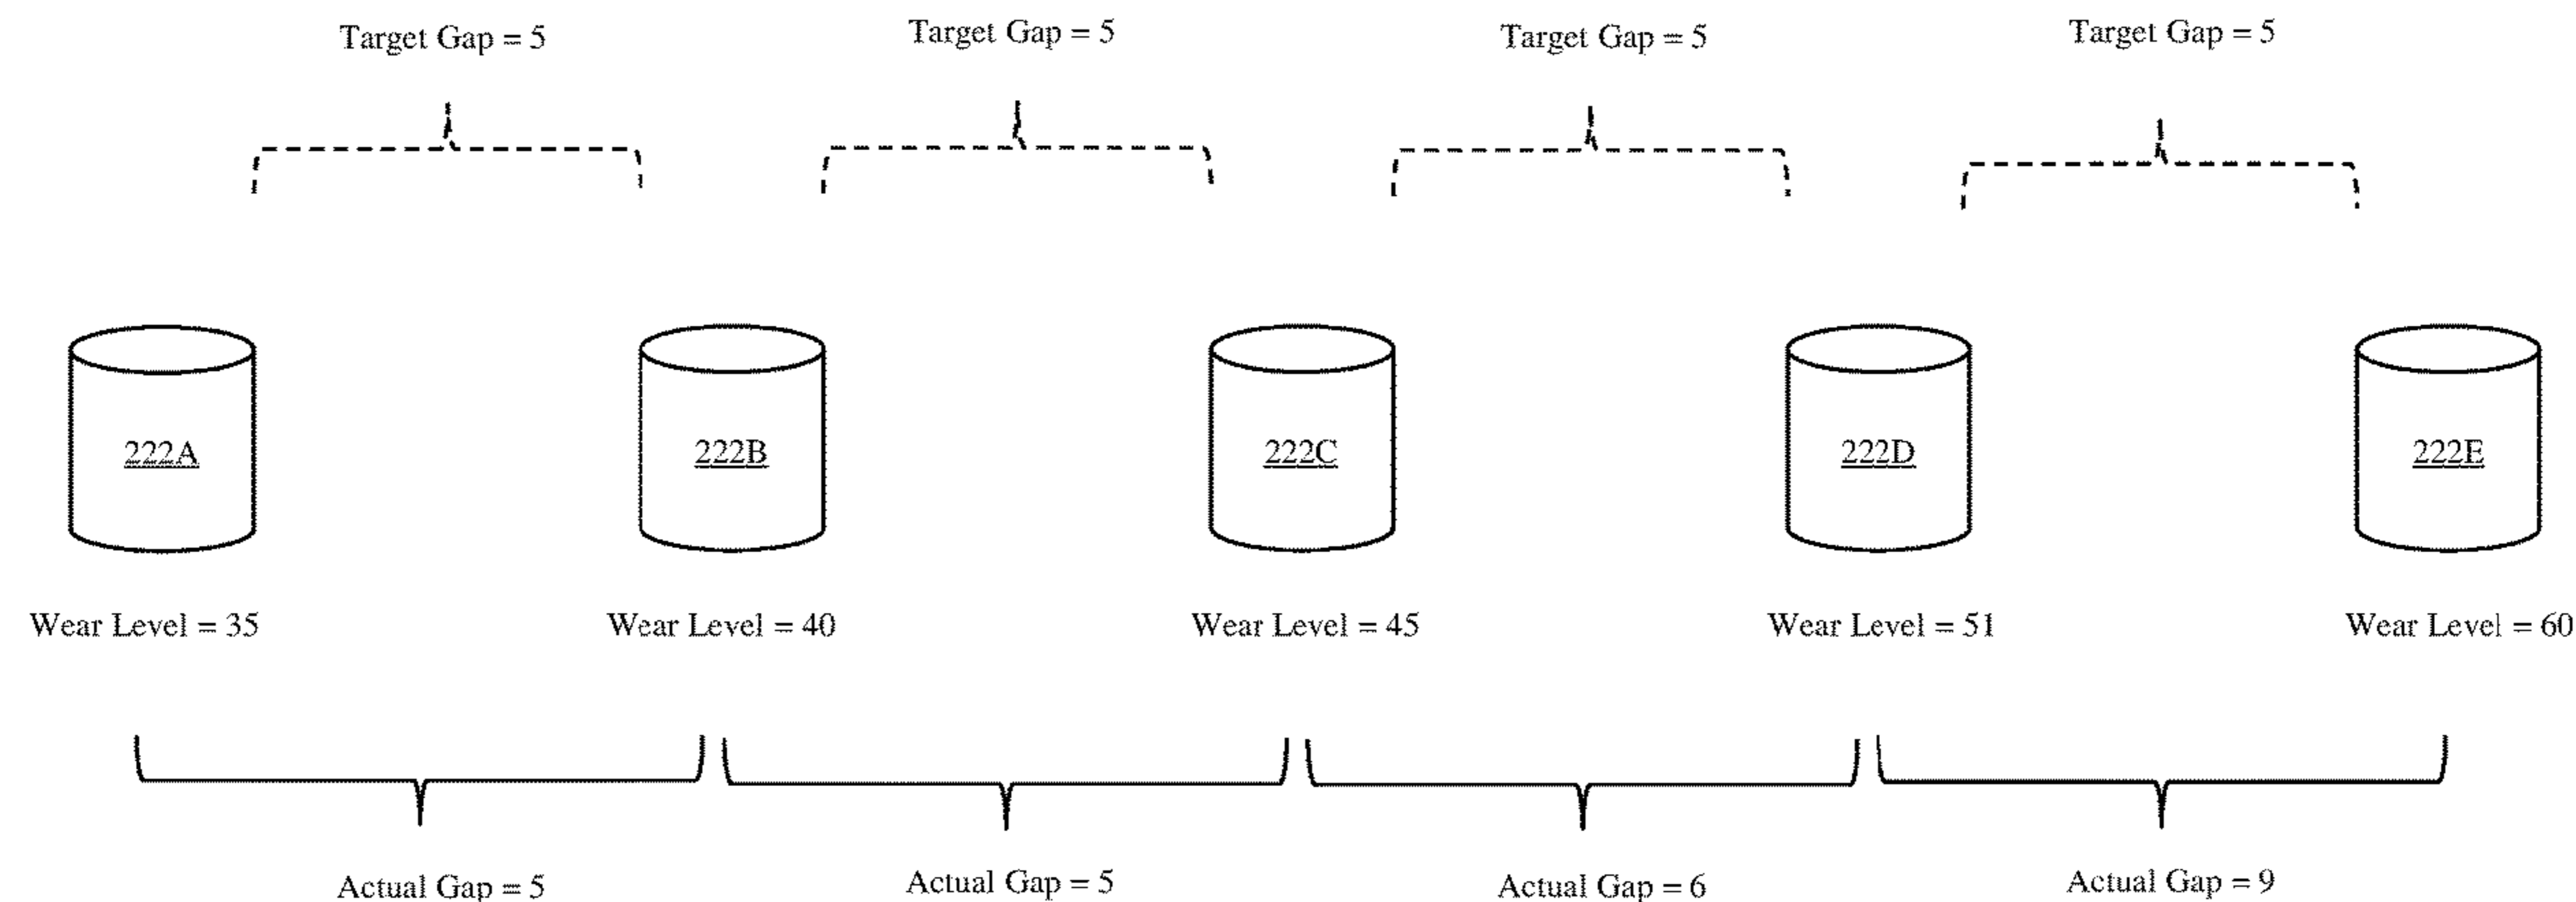 Target Gap = 5
Target Gap = 5
Target Gap = 5
Target Gap = 5
222A
222B
222C
222D
222E
Wear Level = 35
Wear Level = 40
Wear Level = 45
Wear Level = 51
Wear Level = 60
Actual Gap = 5
Actual Gap = 5
Actual Gap = 6
Actual Gap = 9